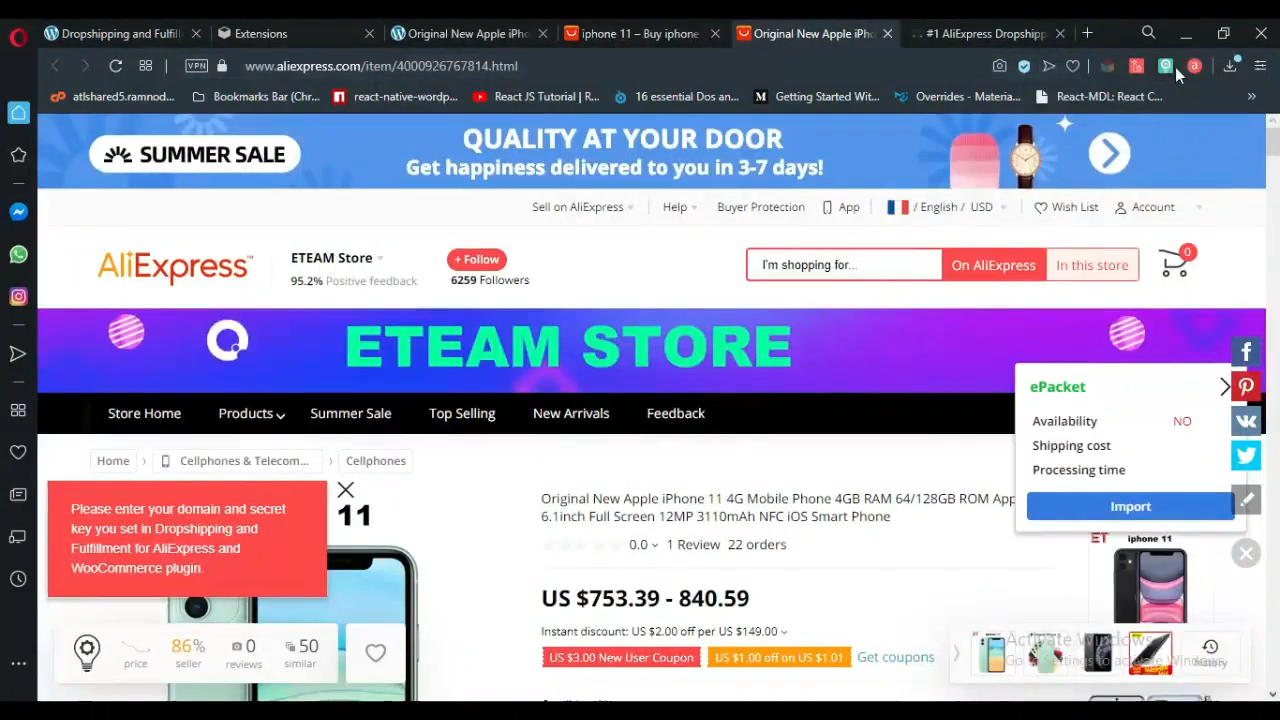 Dropshipping and Fulfill
Extensions
Original New Apple iPho
iphone 11 – Buy iphone
Original New Apple iPho
#1 AliExpress Dropshipp
VPN
www.aliexpress.com/item/4000926767814.html
atlshared5.ramnod...
Bookmarks Bar (Chr...
react-native-wordp...
React JS Tutorial | R...
16 essential Dos an...
Getting Started Wit...
Overrides - Materia...
React-MDL: React C...
SUMMER SALE
QUALITY AT YOUR DOOR
Get happiness delivered to you in 3-7 days!
Sell on AliExpress
Help
Buyer Protection
App
/ English / USD
Wish List
Account
AliExpress
ETEAM Store
95.2% Positive feedback
+ Follow
6259 Followers
I'm shopping for...
On AliExpress
In this store
0
ETEAM STORE
ePacket
Availability NO
Shipping cost
Processing time
Import
Store Home
Products
Summer Sale
Top Selling
New Arrivals
Feedback
Home
Cellphones & Telecom...
Cellphones
Please enter your domain and secret
key you set in Dropshipping and
Fulfillment for AliExpress and
WooCommerce plugin.
11
Original New Apple iPhone 11 4G Mobile Phone 4GB RAM 64/128GB ROM App
6.1inch Full Screen 12MP 3110mAh NFC iOS Smart Phone
0.0
1 Review
22 orders
US $753.39 - 840.59
Instant discount: US $2.00 off per US $149.00
US $3.00 New User Coupon
US $1.00 off on US $1.01
Get coupons
ET
iphone 11
price
86%
seller
0
reviews
50
similar
Activate Windows
Go to Settings to activate Windows.
History